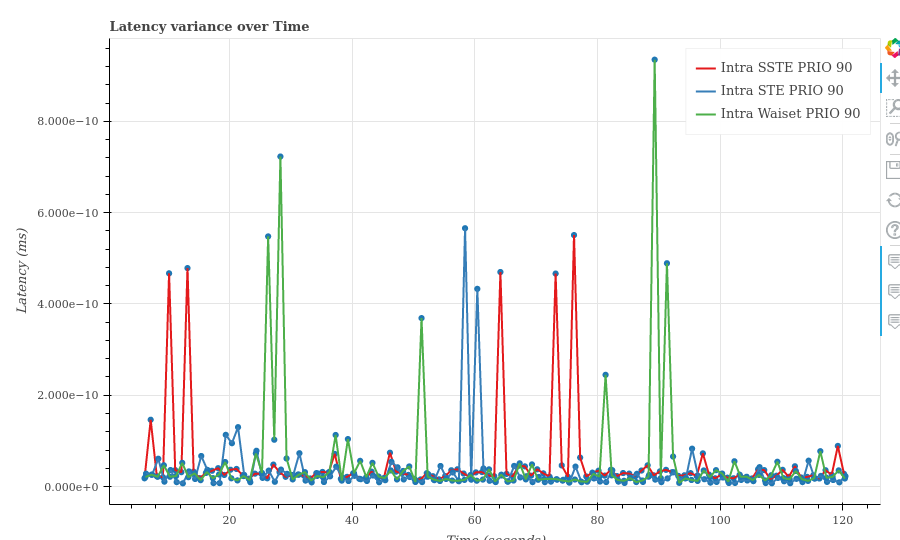 Latency variance over Time
Intra SSTE PRIO 90
Intra STE PRIO 90
Intra Waiset PRIO 90
8.000e−10
6.000e−10
4.000e−10
2.000e−10
0.000e+0
Latency (ms)
20 40 60 80 100 120
Time (seconds)